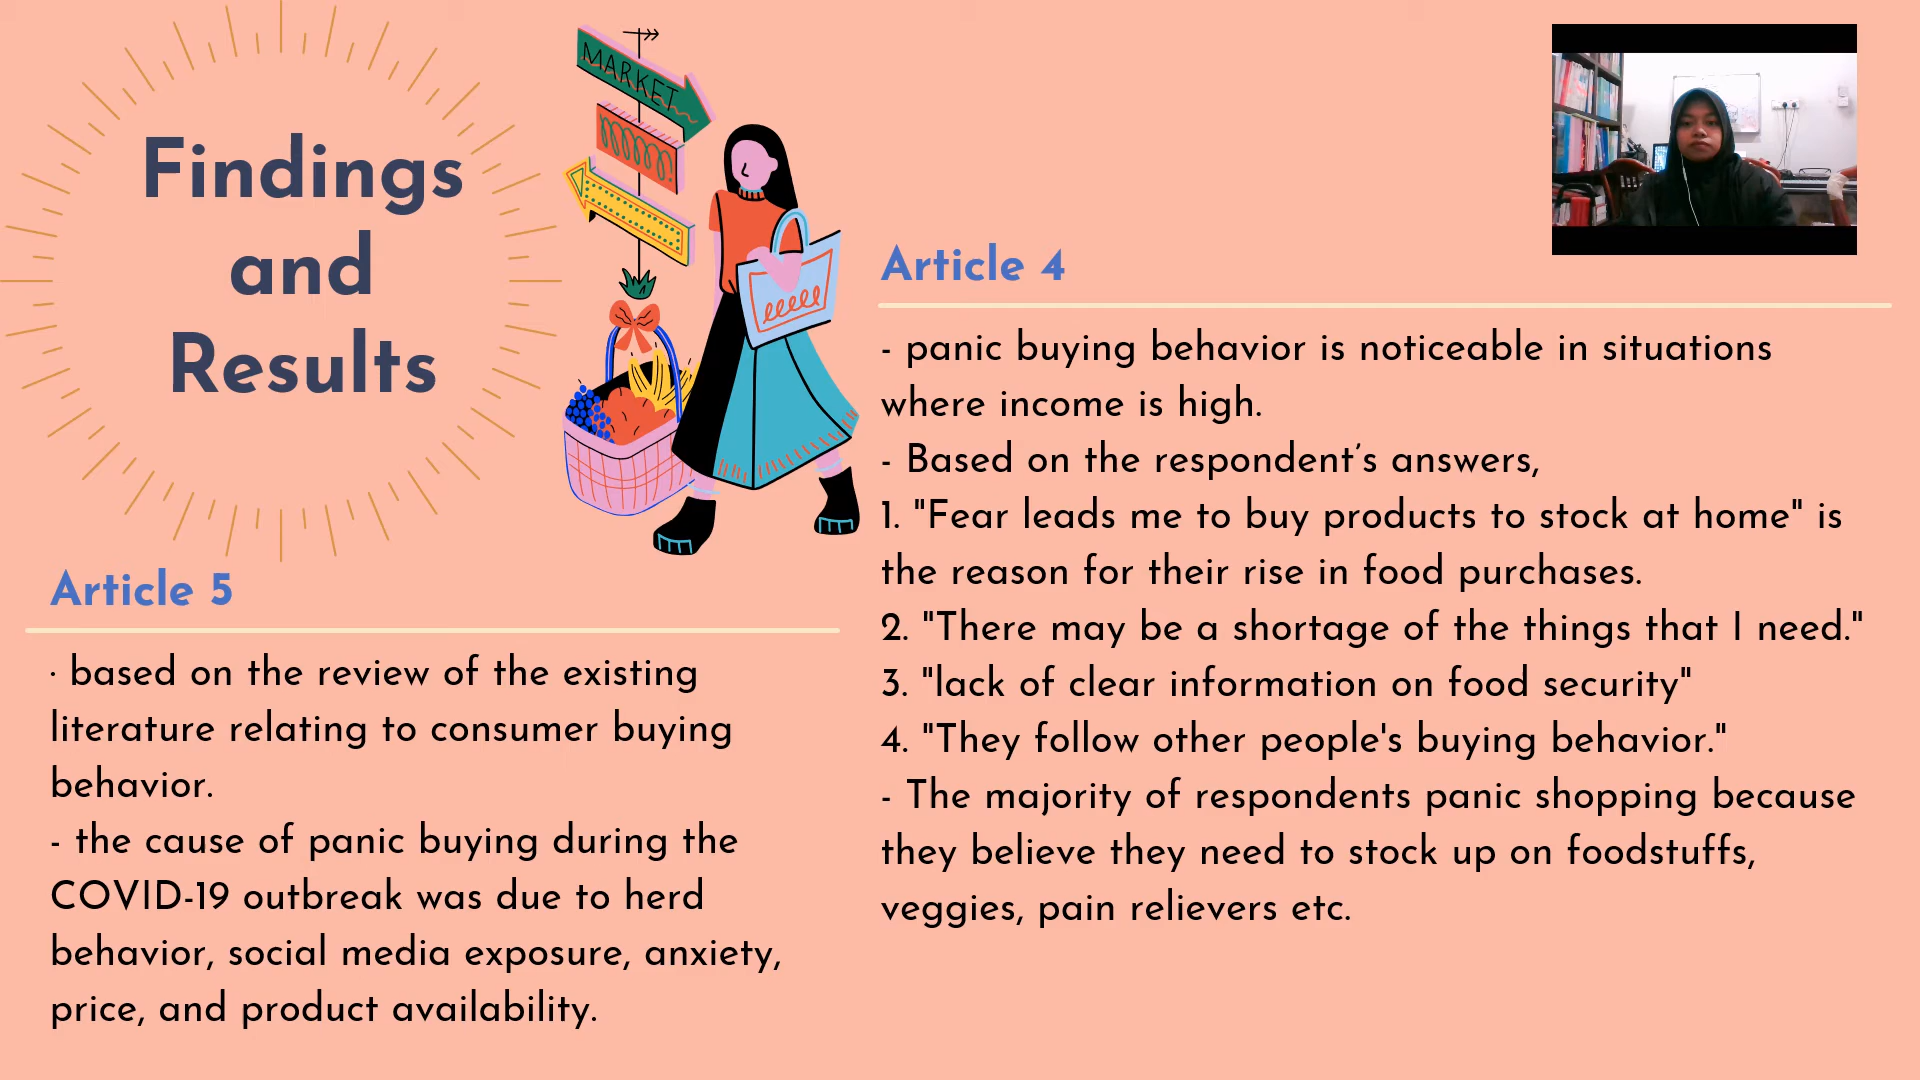 Findings
and
Results
MARKET
Article 4
- panic buying behavior is noticeable in situations
where income is high.
- Based on the respondent’s answers,
1. "Fear leads me to buy products to stock at home" is
the reason for their rise in food purchases.
2. "There may be a shortage of the things that I need."
3. "lack of clear information on food security"
4. "They follow other people's buying behavior."
- The majority of respondents panic shopping because
they believe they need to stock up on foodstuffs,
veggies, pain relievers etc.
Article 5
· based on the review of the existing
literature relating to consumer buying
behavior.
- the cause of panic buying during the
COVID-19 outbreak was due to herd
behavior, social media exposure, anxiety,
price, and product availability.